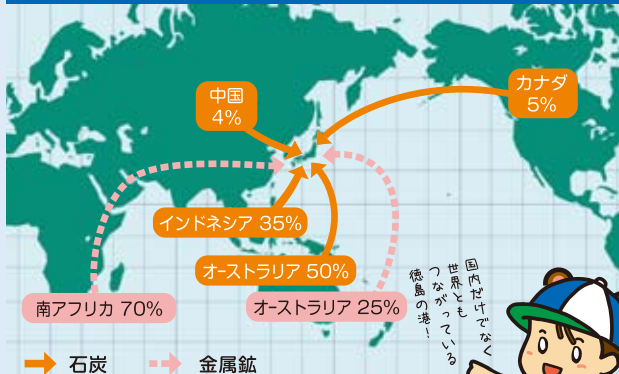 中国
4%
カナダ
5%
インドネシア 35%
オーストラリア 50%
南アフリカ 70%
オーストラリア 25%
国内だけでなく
世界とも
つながっている
徳島の港！
石炭
金属鉱